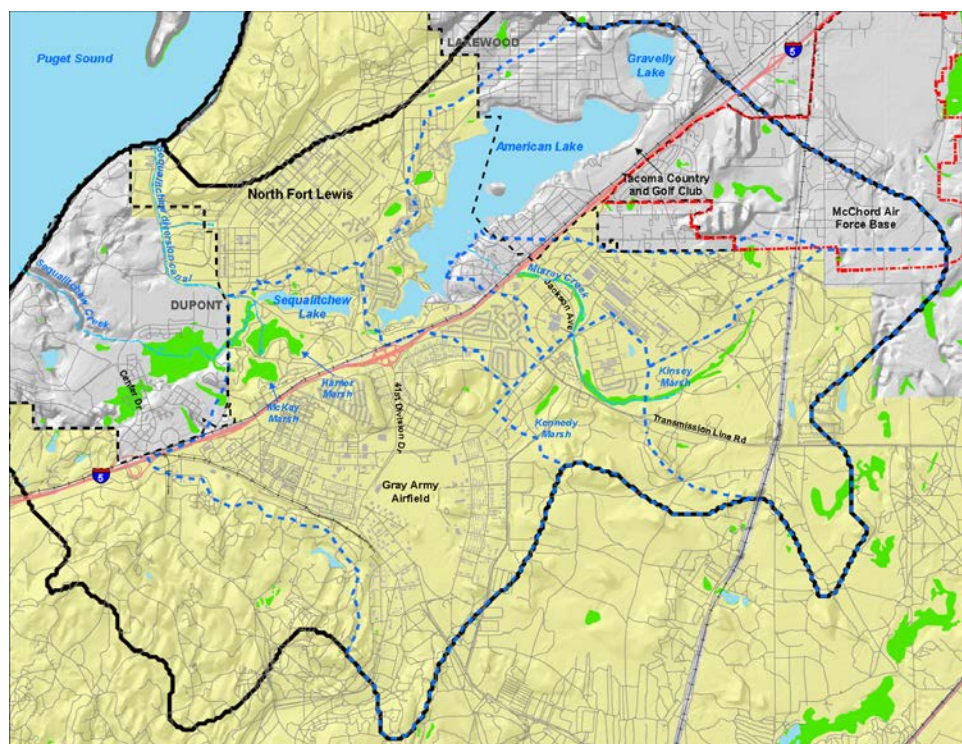 LAKEWOOD
Puget Sound
Gravelly
Lake
5
American Lake
Tacoma Country
and Golf Club
North Fort Lewis
McChord Air
Force Base
Sequalitchew diversion canal
Sequalitchew Creek
Murray Creek
Jackson Ave
DUPONT
Sequalitchew
Lake
Center Dr
Hamer
Marsh
McKay
Marsh
41st Division Dr
Kinsey
Marsh
Kennedy
Marsh
Transmission Line Rd
5
Gray Army
Airfield